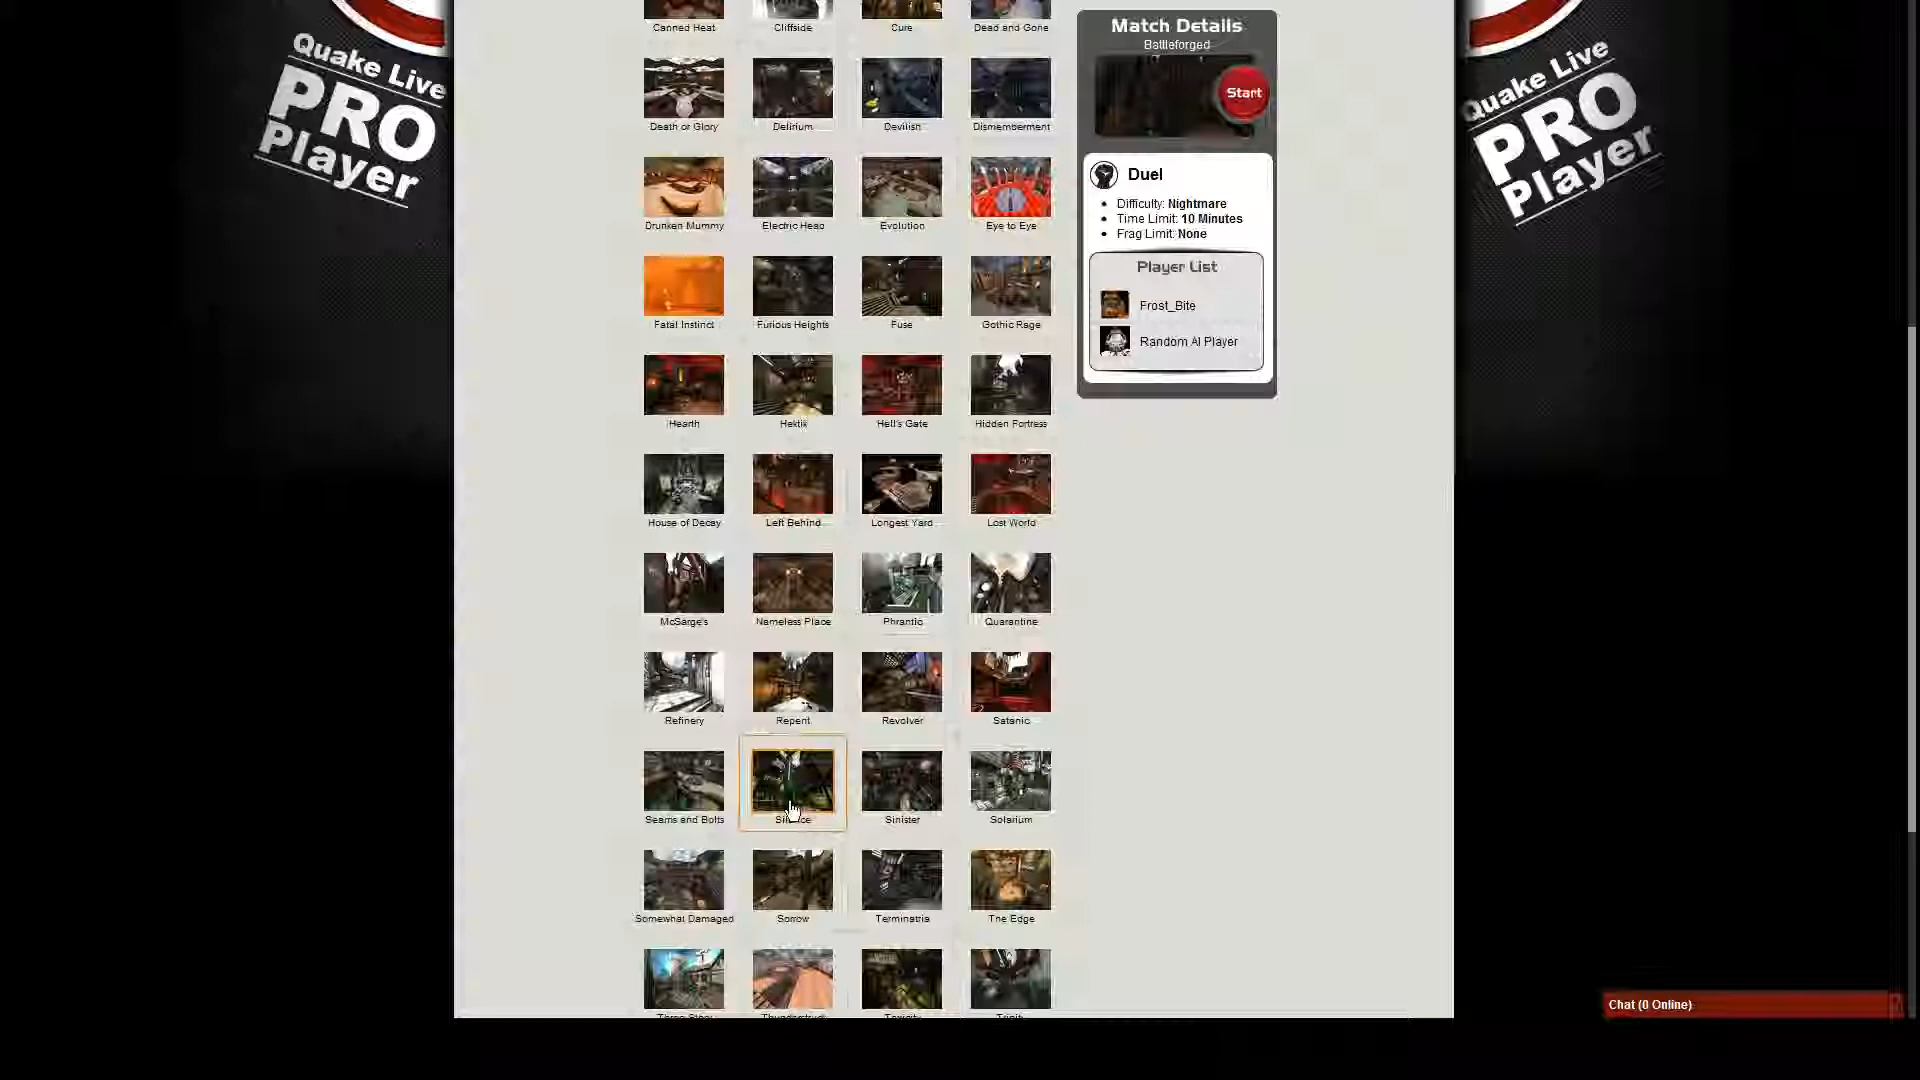 Quake Live
PRO
Player
Canned Heat
Cliffside
Cure
Dead and Gone
Death or Glory
Delirium
Devilish
Dismemberment
Drunken Mummy
Electric Head
Evolution
Eye to Eye
Fatal Instinct
Furious Heights
Fuse
Gothic Rage
Hearth
Hektik
Hell's Gate
Hidden Fortress
House of Decay
Left Behind
Longest Yard
Lost World
McSarge's
Nameless Place
Phrantic
Quarantine
Refinery
Repent
Revolver
Satanic
Seams and Bolts
Silence
Sinister
Solarium
Somewhat Damaged
Sorrow
Terminatria
The Edge
Match Details
Battleforged
Start
Duel
• Difficulty: Nightmare
• Time Limit: 10 Minutes
• Frag Limit: None
Player List
Frost_Bite
Random AI Player
Quake Live
PRO
Player
Chat (0 Online)